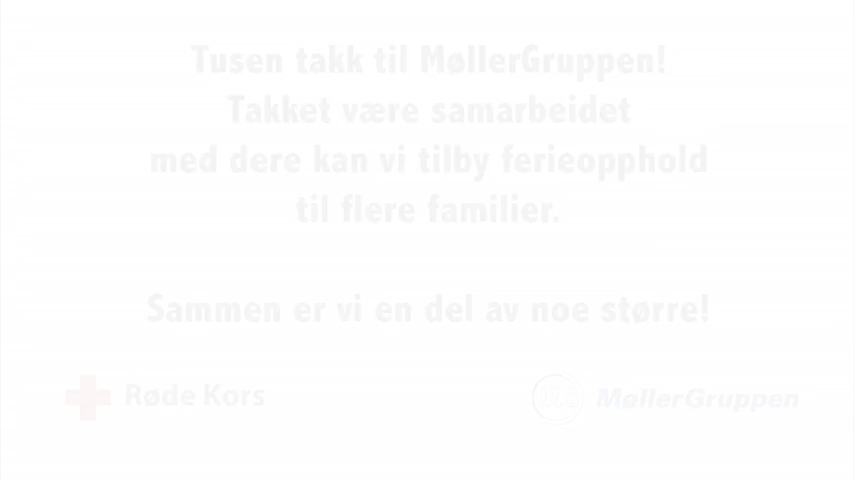 Tusen takk til MøllerGruppen!
Takket være samarbeidet
med dere kan vi tilby ferieopphold
til flere familier.
Sammen er vi en del av noe større!
Røde Kors
MøllerGruppen